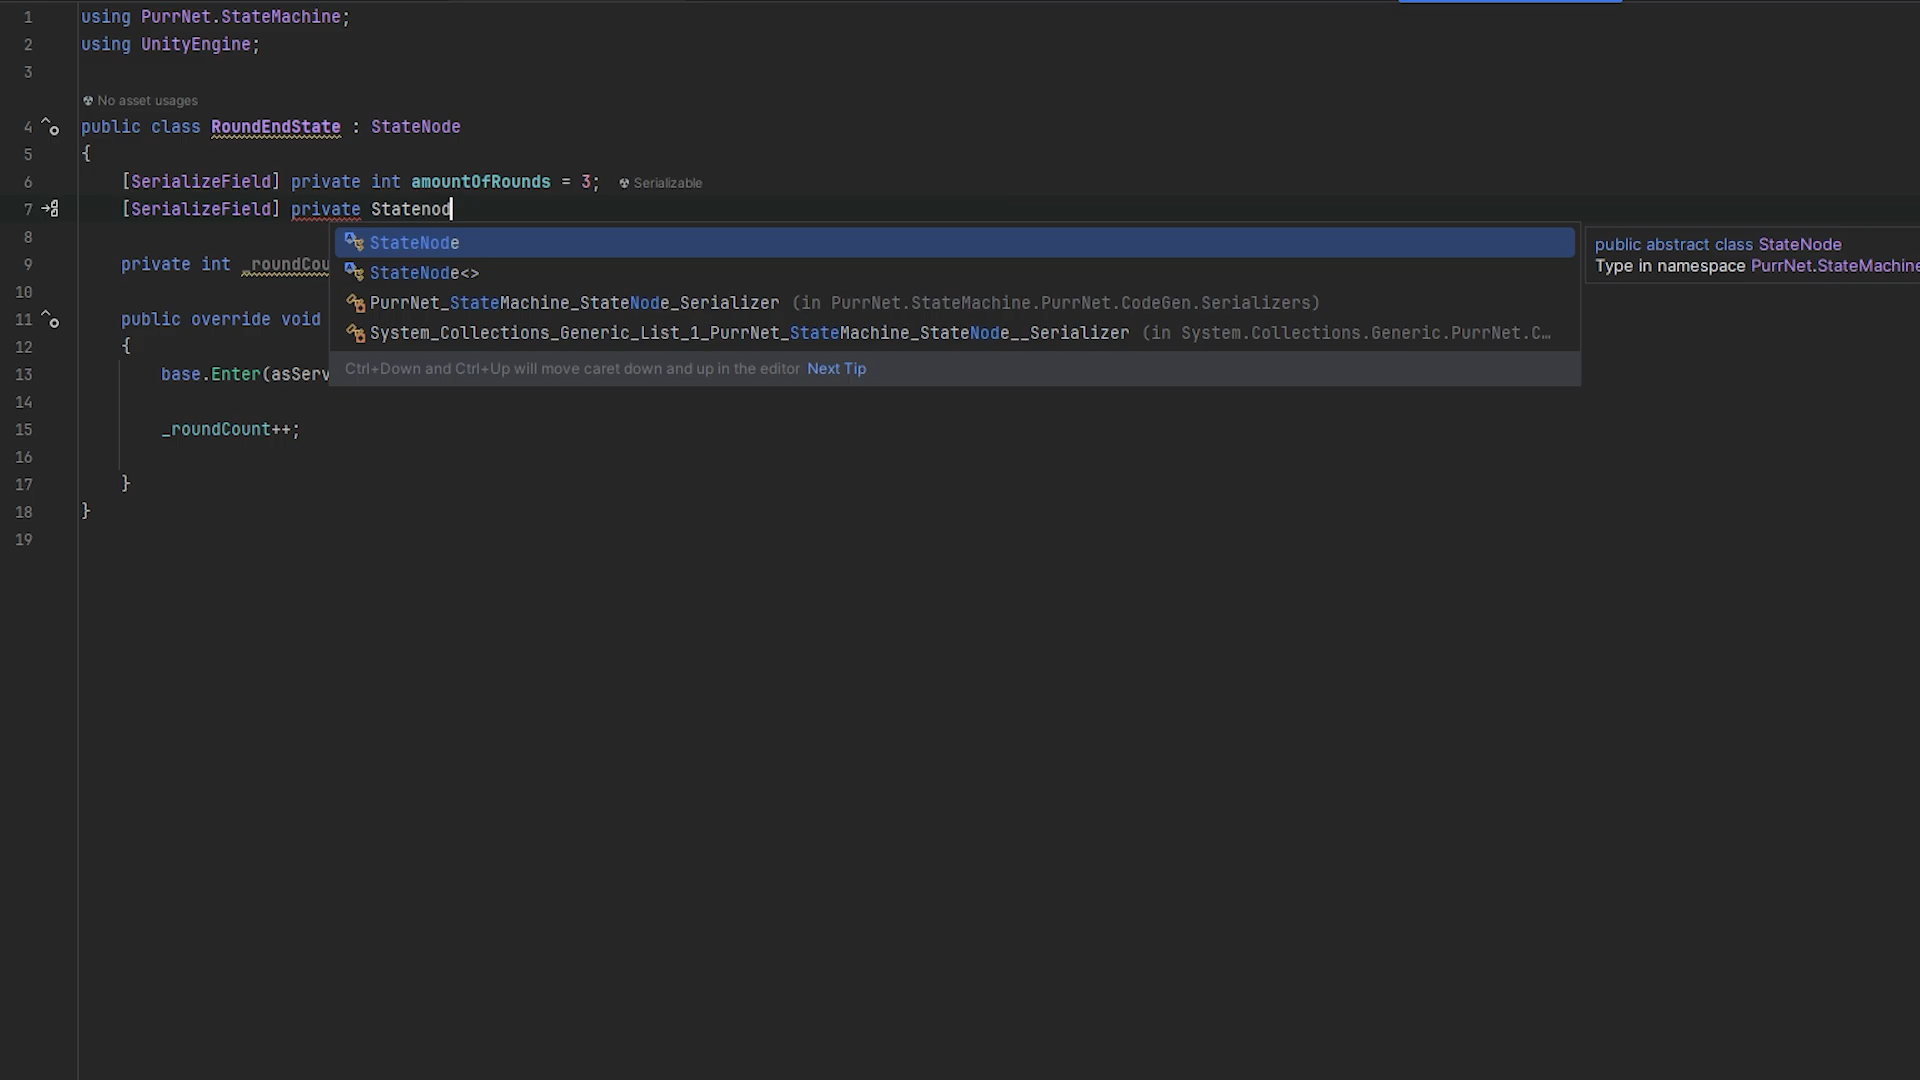 1 using PurrNet.StateMachine;
2 using UnityEngine;
3
No asset usages
4 public class RoundEndState : StateNode
5 {
6 [SerializeField] private int amountOfRounds = 3; Serializable
7 [SerializeField] private Statenod
8
StateNode
public abstract class StateNode
Type in namespace PurrNet.StateMachine
9 private int _roundCou
StateNode<>
10
PurrNet_StateMachine_StateNode_Serializer (in PurrNet.StateMachine.PurrNet.CodeGen.Serializers)
11 public override void
System_Collections_Generic_List_1_PurrNet_StateMachine_StateNode__Serializer (in System.Collections.Generic.PurrNet.C…
12 {
13 base.Enter(asServ
Ctrl+Down and Ctrl+Up will move caret down and up in the editor Next Tip
14
15 _roundCount++;
16
17 }
18 }
19